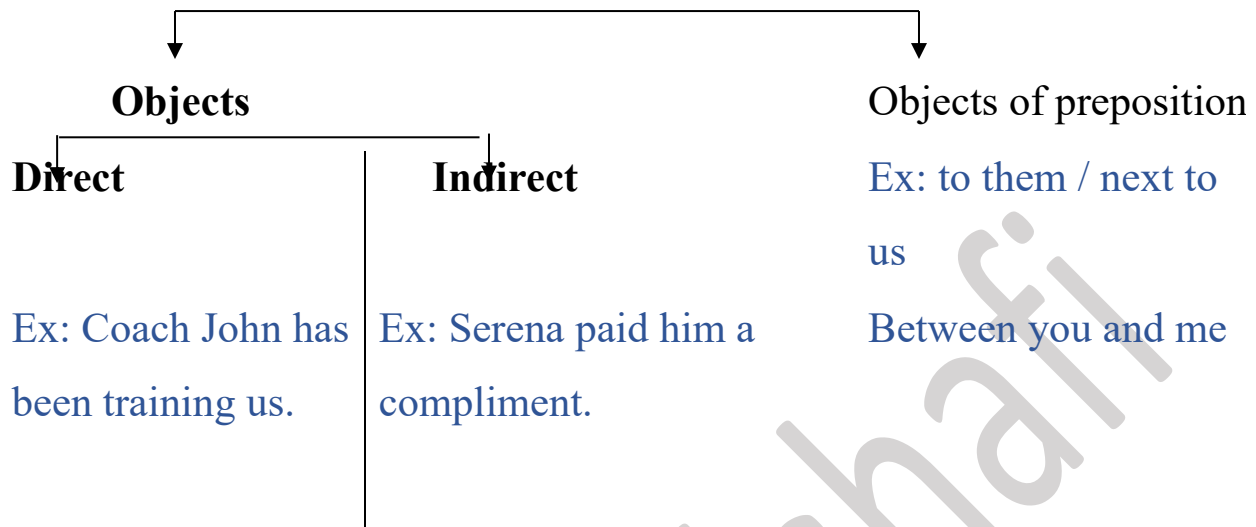 Objects
Objects of preposition
Direct
Indirect
Ex: to them / next to
us
Ex: Coach John has
been training us.
Ex: Serena paid him a
compliment.
Between you and me